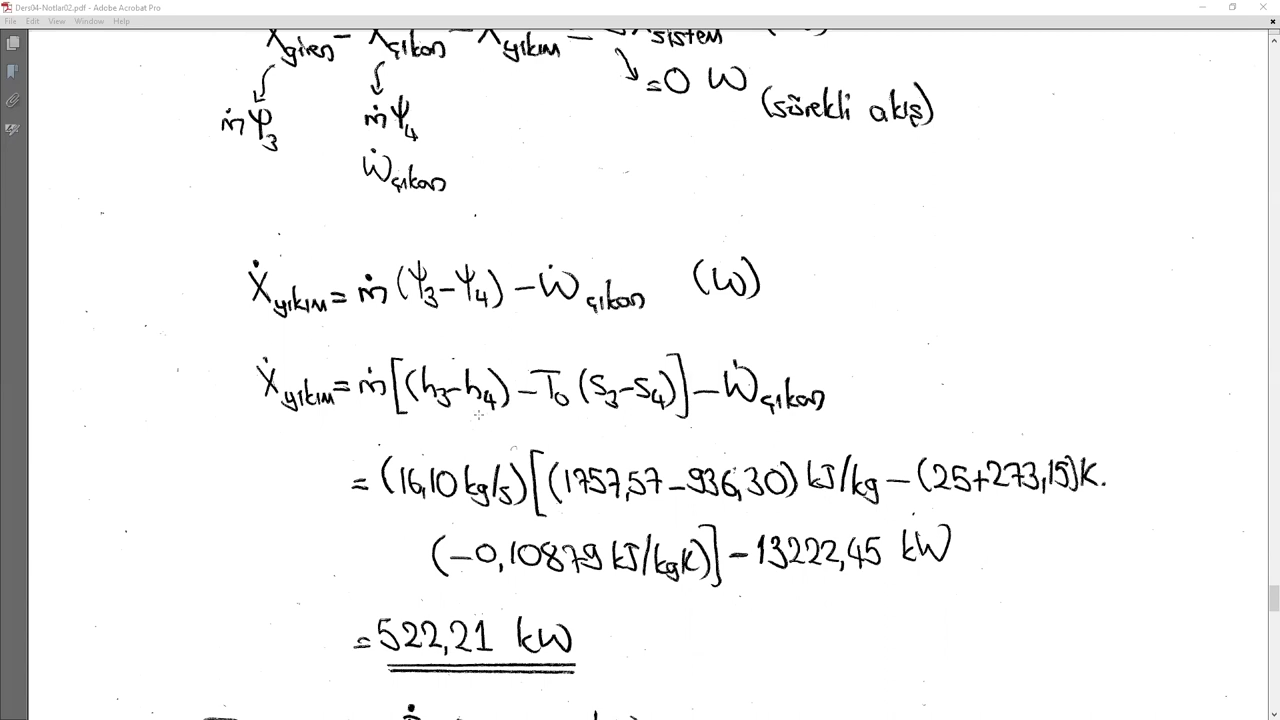 Ders04-Notlar02.pdf - Adobe Acrobat Pro
File Edit View Window Help
Ẋgiren - Ẋçıkan - Ẋyıkım = sistem
ṁψ3 ṁψ4 =0 W (sürekli akış)
Ẇçıkan
Ẋyıkım = ṁ(ψ3-ψ4) - Ẇçıkan (W)
Ẋyıkım = ṁ[(h3-h4) - T0(s3-s4)] - Ẇçıkan
= (16,10 kg/s)[(1757,57-936,30) kJ/kg - (25+273,15)K.
(-0,10879 kJ/kgK)] - 13222,45 kW
= 522,21 kW